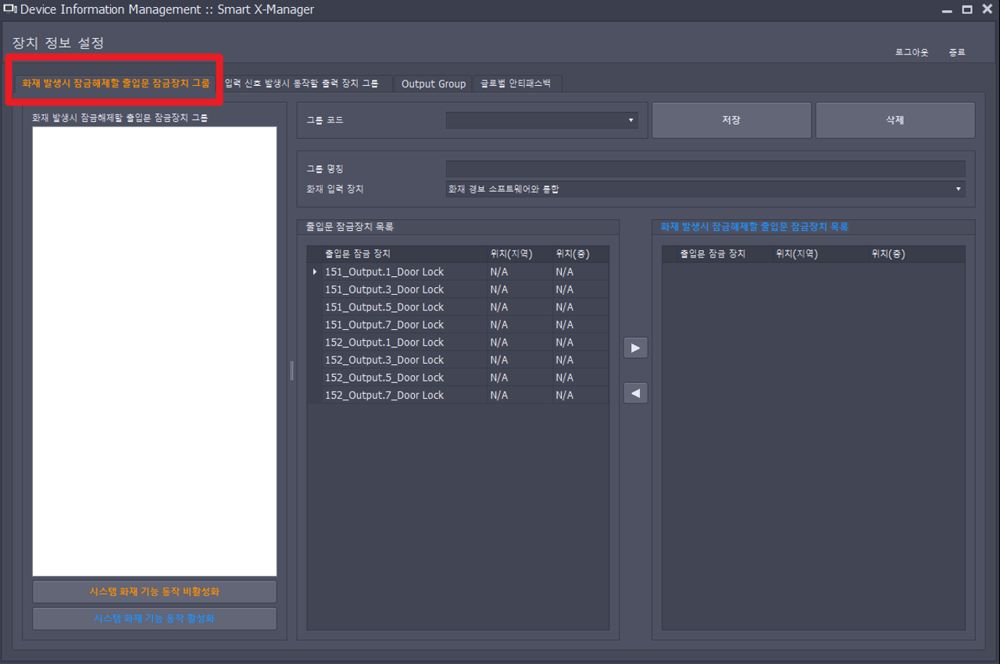 Device Information Management :: Smart X-Manager
장치 정보 설정
로그아웃 종료
화재 발생시 잠금해제할 출입문 잠금장치 그룹 입력 신호 발생시 동작할 출력 장치 그룹 Output Group 글로벌 안티패스백
화재 발생시 잠금해제할 출입문 잠금장치 그룹
그룹 코드
저장
삭제
그룹 명칭
화재 입력 장치 화재 경보 소프트웨어와 통합
출입문 잠금장치 목록
출입문 잠금 장치 위치(지역) 위치(층)
151_Output.1_Door Lock N/A N/A
151_Output.3_Door Lock N/A N/A
151_Output.5_Door Lock N/A N/A
151_Output.7_Door Lock N/A N/A
152_Output.1_Door Lock N/A N/A
152_Output.3_Door Lock N/A N/A
152_Output.5_Door Lock N/A N/A
152_Output.7_Door Lock N/A N/A
화재 발생시 잠금해제할 출입문 잠금장치 목록
출입문 잠금 장치 위치(지역) 위치(층)
시스템 화재 기능 동작 비활성화
시스템 화재 기능 동작 활성화